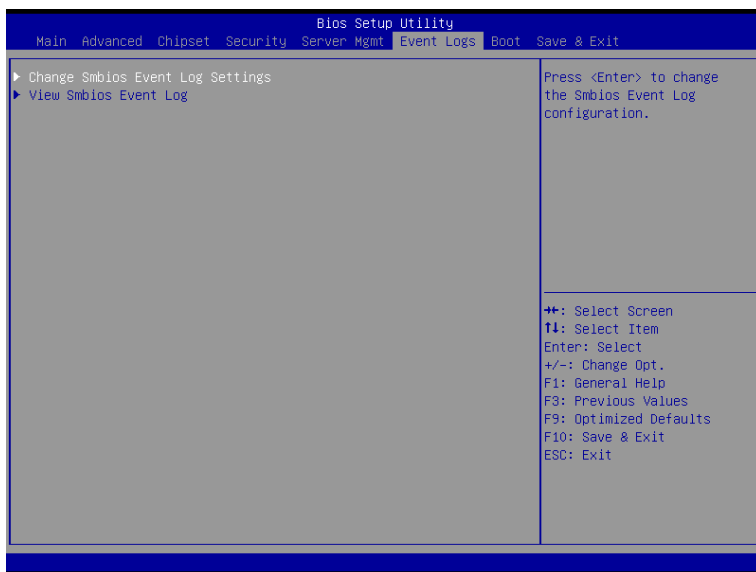 Bios Setup Utility
Main Advanced Chipset Security Server Mgmt Event Logs Boot Save & Exit
Change Smbios Event Log Settings
View Smbios Event Log
Press <Enter> to change
the Smbios Event Log
configuration.
→←: Select Screen
↑↓: Select Item
Enter: Select
+/-: Change Opt.
F1: General Help
F3: Previous Values
F9: Optimized Defaults
F10: Save & Exit
ESC: Exit